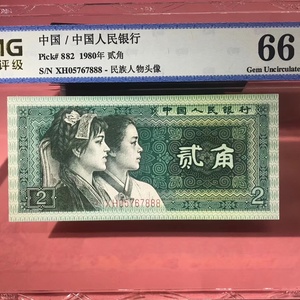 MG
评级
中国 / 中国人民银行
Pick# 882 1980年 贰角
S/N XH05767888 - 民族人物头像
66
Gem Uncirculated
中国人民银行
贰角
2
XH05767888
2